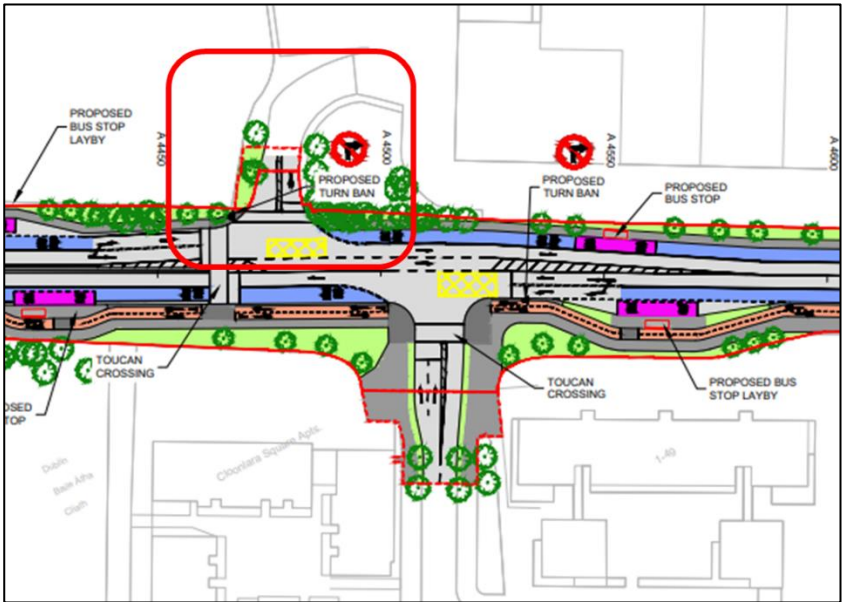 PROPOSED
BUS STOP
LAYBY
A 4450
A 4500
A 4550
A 4600
PROPOSED
TURN BAN
PROPOSED
TURN BAN
PROPOSED
BUS STOP
TOUCAN
CROSSING
TOUCAN
CROSSING
PROPOSED BUS
STOP LAYBY
OSED
TOP
Cloonlara Square Apts.
1-49
Dublin
Baile Átha
Cliath